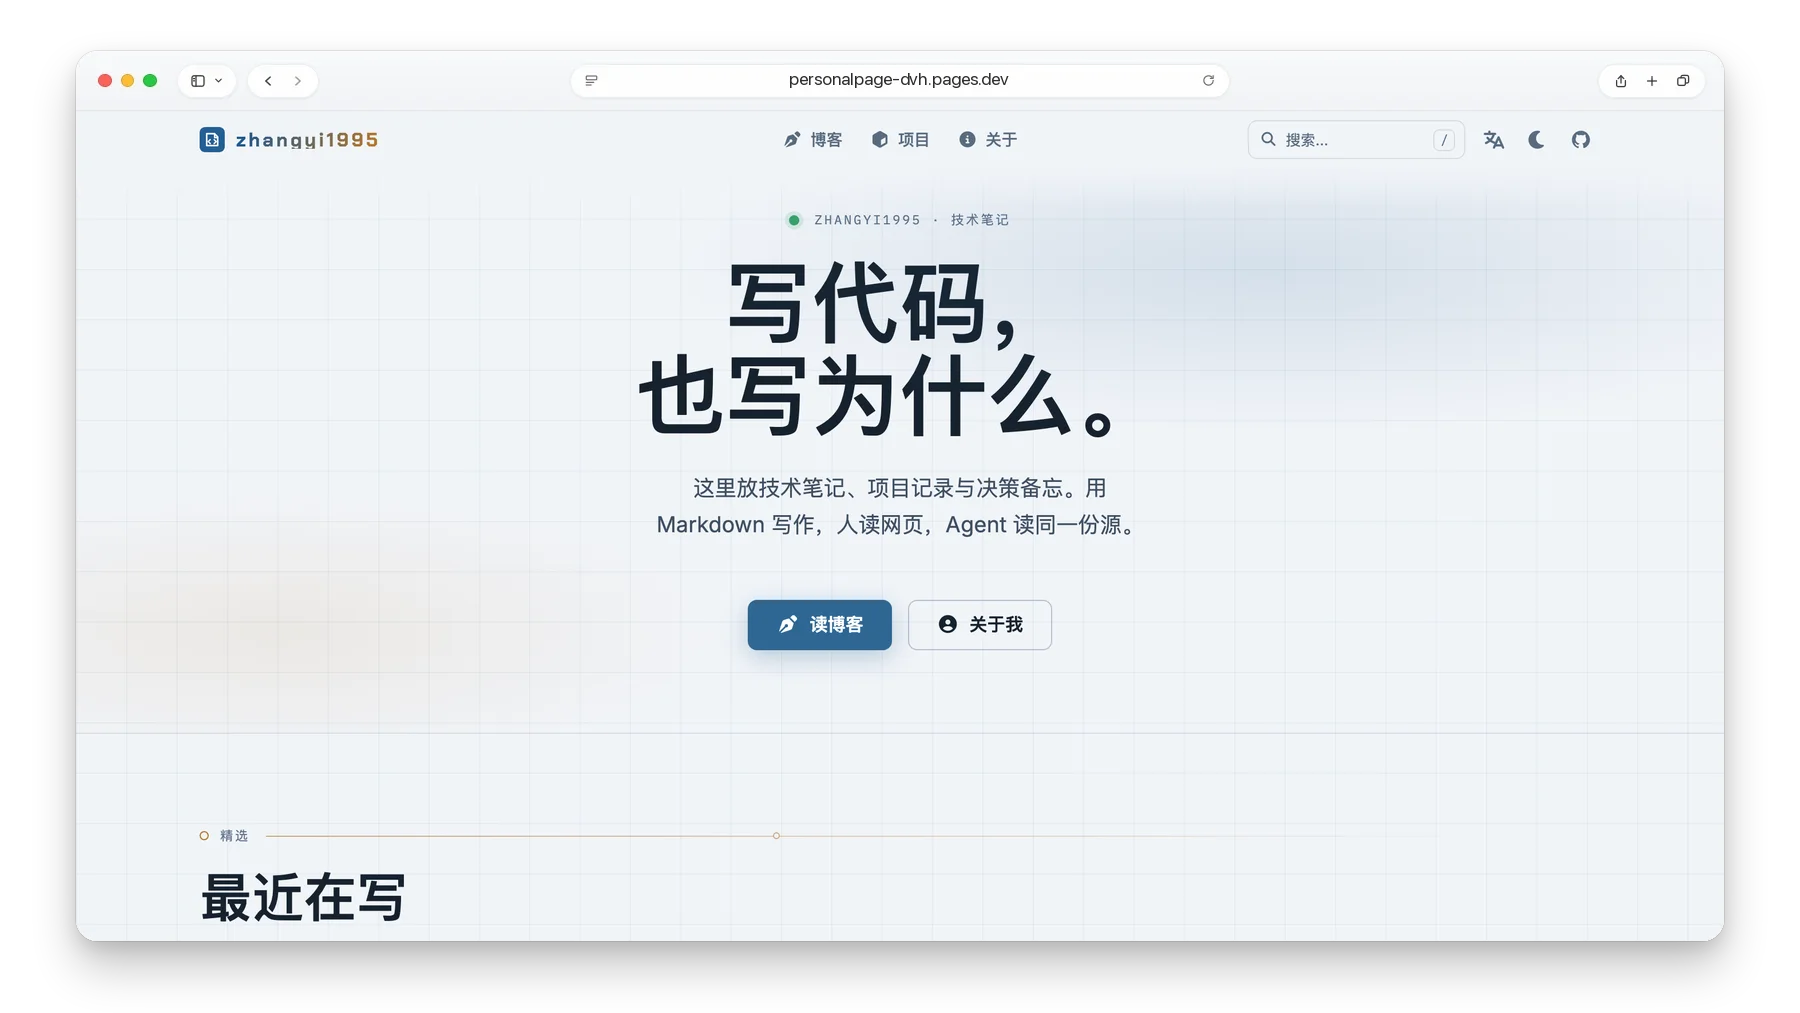 personalpage-dvh.pages.dev
zhangyi1995
博客
项目
关于
搜索...
/
ZHANGYI1995 · 技术笔记
写代码，
也写为什么。
这里放技术笔记、项目记录与决策备忘。用
Markdown 写作，人读网页，Agent 读同一份源。
读博客
关于我
精选
最近在写